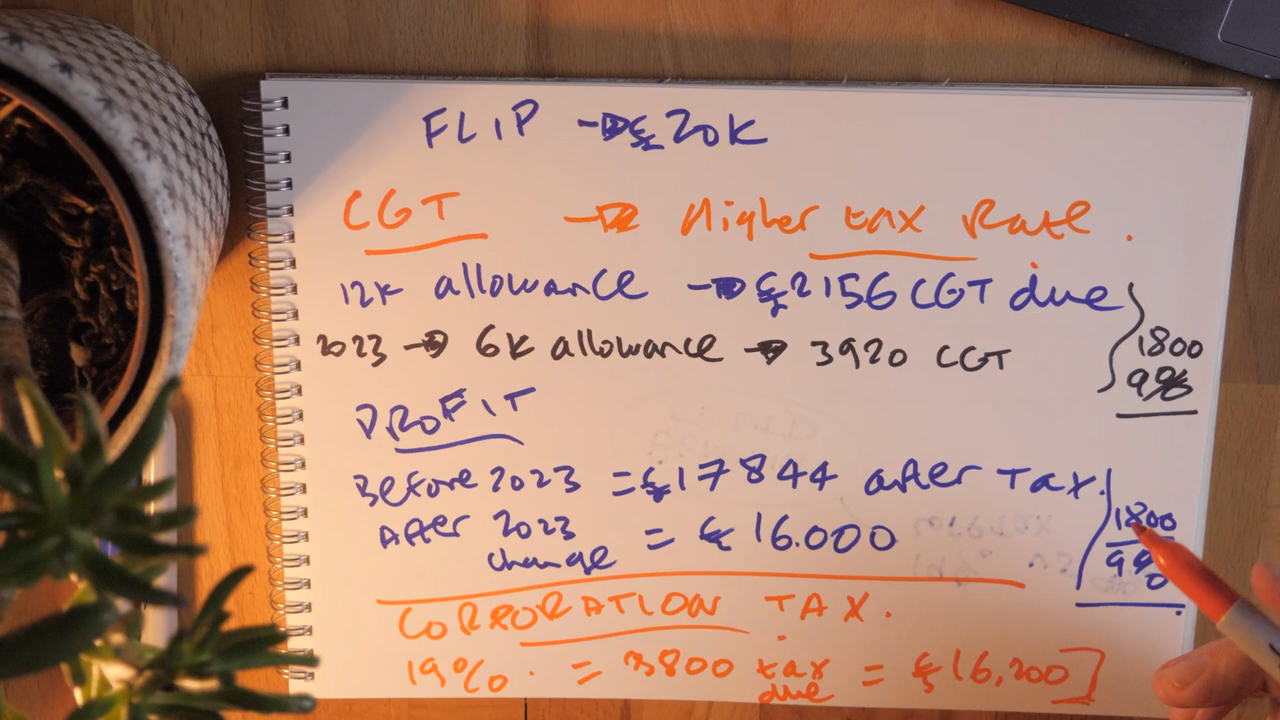 FLIP → £20K
CGT → Higher tax Rate.
12K allowance → £2156 CGT due
2023 → 6K allowance → 3920 CGT
1800
9%
PROFIT
Before 2023 = £17844 after Tax.
After 2023 change = £16.000
1800
9%
CORPORATION TAX.
19% = 3800 tax due = £16,200]